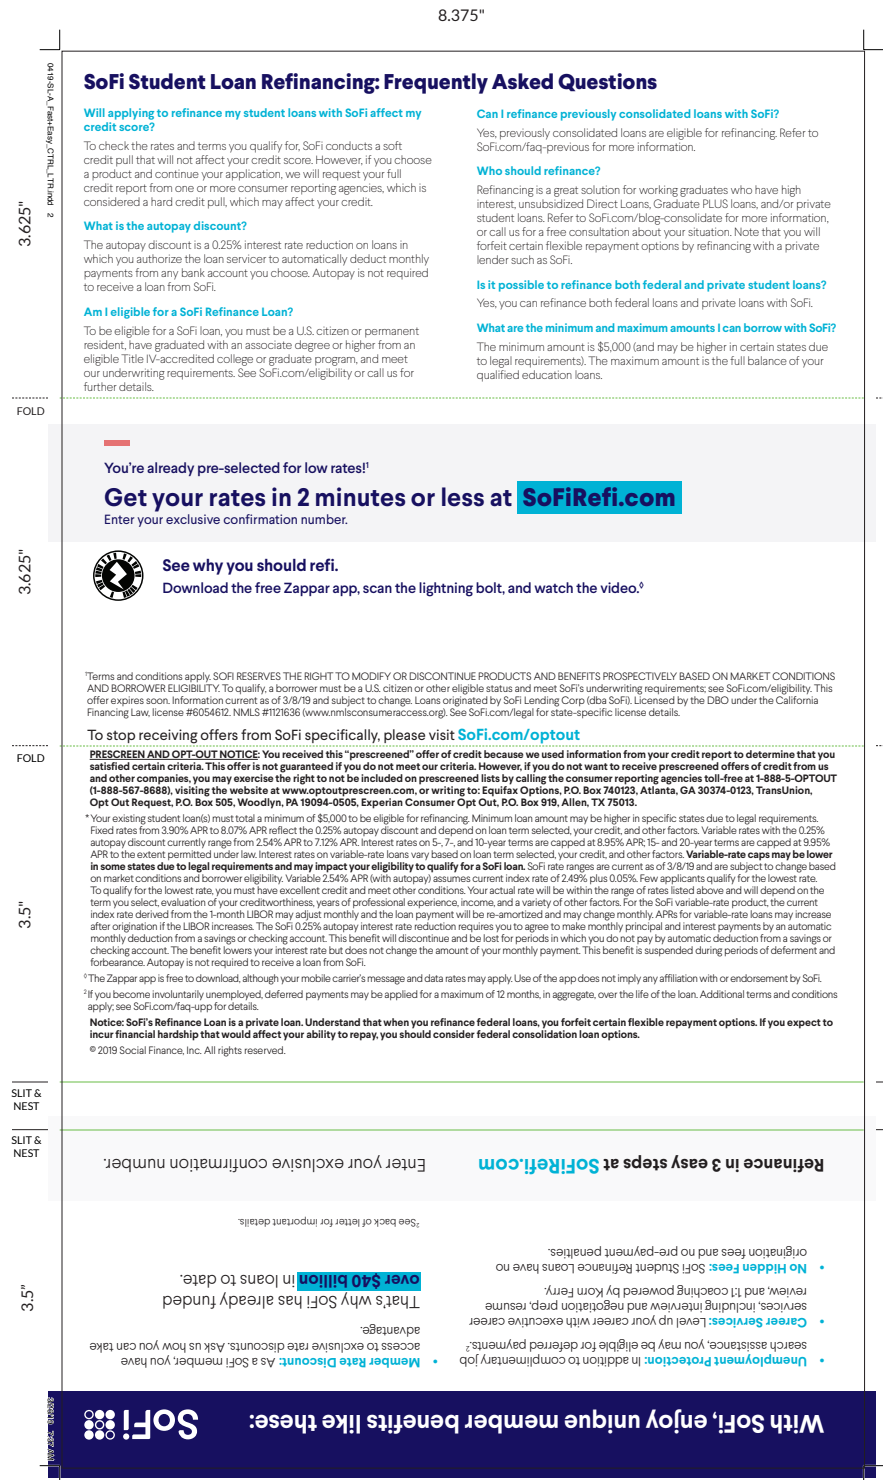 8.375"
0419-SL-A_Fast+Easy_CTRL_LTR.indd 2
SoFi Student Loan Refinancing: Frequently Asked Questions
Will applying to refinance my student loans with SoFi affect my
credit score?
To check the rates and terms you qualify for, SoFi conducts a soft
credit pull that will not affect your credit score. However, if you choose
a product and continue your application, we will request your full
credit report from one or more consumer reporting agencies, which is
considered a hard credit pull, which may affect your credit.
What is the autopay discount?
The autopay discount is a 0.25% interest rate reduction on loans in
which you authorize the loan servicer to automatically deduct monthly
payments from any bank account you choose. Autopay is not required
to receive a loan from SoFi.
Am I eligible for a SoFi Refinance Loan?
To be eligible for a SoFi loan, you must be a U.S. citizen or permanent
resident, have graduated with an associate degree or higher from an
eligible Title IV-accredited college or graduate program, and meet
our underwriting requirements. See SoFi.com/eligibility or call us for
further details.
Can I refinance previously consolidated loans with SoFi?
Yes, previously consolidated loans are eligible for refinancing. Refer to
SoFi.com/faq-previous for more information.
Who should refinance?
Refinancing is a great solution for working graduates who have high
interest, unsubsidized Direct Loans, Graduate PLUS loans, and/or private
student loans. Refer to SoFi.com/blog-consolidate for more information,
or call us for a free consultation about your situation. Note that you will
forfeit certain flexible repayment options by refinancing with a private
lender such as SoFi.
Is it possible to refinance both federal and private student loans?
Yes, you can refinance both federal loans and private loans with SoFi.
What are the minimum and maximum amounts I can borrow with SoFi?
The minimum amount is $5,000 (and may be higher in certain states due
to legal requirements). The maximum amount is the full balance of your
qualified education loans.
3.625"
FOLD
You're already pre-selected for low rates!¹
Get your rates in 2 minutes or less at SoFiRefi.com
Enter your exclusive confirmation number.
3.625"
See why you should refi.
Download the free Zappar app, scan the lightning bolt, and watch the video.◊
¹Terms and conditions apply. SOFI RESERVES THE RIGHT TO MODIFY OR DISCONTINUE PRODUCTS AND BENEFITS PROSPECTIVELY BASED ON MARKET CONDITIONS
AND BORROWER ELIGIBILITY. To qualify, a borrower must be a U.S. citizen or other eligible status and meet SoFi's underwriting requirements; see SoFi.com/eligibility. This
offer expires soon. Information current as of 3/8/19 and subject to change. Loans originated by SoFi Lending Corp (dba SoFi). Licensed by the DBO under the California
Financing Law, license #6054612. NMLS #1121636 (www.nmlsconsumeraccess.org). See SoFi.com/legal for state-specific license details.
To stop receiving offers from SoFi specifically, please visit SoFi.com/optout
FOLD
PRESCREEN AND OPT-OUT NOTICE: You received this "prescreened" offer of credit because we used information from your credit report to determine that you
satisfied certain criteria. This offer is not guaranteed if you do not meet our criteria. However, if you do not want to receive prescreened offers of credit from us
and other companies, you may exercise the right to not be included on prescreened lists by calling the consumer reporting agencies toll-free at 1-888-5-OPTOUT
(1-888-567-8688), visiting the website at www.optoutprescreen.com, or writing to: Equifax Options, P.O. Box 740123, Atlanta, GA 30374-0123, TransUnion,
Opt Out Request, P.O. Box 505, Woodlyn, PA 19094-0505, Experian Consumer Opt Out, P.O. Box 919, Allen, TX 75013.
* Your existing student loan(s) must total a minimum of $5,000 to be eligible for refinancing. Minimum loan amount may be higher in specific states due to legal requirements.
Fixed rates from 3.90% APR to 8.07% APR reflect the 0.25% autopay discount and depend on loan term selected, your credit, and other factors. Variable rates with the 0.25%
autopay discount currently range from 2.54% APR to 7.12% APR. Interest rates on 5-, 7-, and 10-year terms are capped at 8.95% APR; 15- and 20-year terms are capped at 9.95%
APR to the extent permitted under law. Interest rates on variable-rate loans vary based on loan term selected, your credit, and other factors. Variable-rate caps may be lower
in some states due to legal requirements and may impact your eligibility to qualify for a SoFi loan. SoFi rate ranges are current as of 3/8/19 and are subject to change based
on market conditions and borrower eligibility. Variable 2.54% APR (with autopay) assumes current index rate of 2.49% plus 0.05%. Few applicants qualify for the lowest rate.
To qualify for the lowest rate, you must have excellent credit and meet other conditions. Your actual rate will be within the range of rates listed above and will depend on the
term you select, evaluation of your creditworthiness, years of professional experience, income, and a variety of other factors. For the SoFi variable-rate product, the current
index rate derived from the 1-month LIBOR may adjust monthly and the loan payment will be re-amortized and may change monthly. APRs for variable-rate loans may increase
after origination if the LIBOR increases. The SoFi 0.25% autopay interest rate reduction requires you to agree to make monthly principal and interest payments by an automatic
monthly deduction from a savings or checking account. This benefit will discontinue and be lost for periods in which you do not pay by automatic deduction from a savings or
checking account. The benefit lowers your interest rate but does not change the amount of your monthly payment. This benefit is suspended during periods of deferment and
forbearance. Autopay is not required to receive a loan from SoFi.
3.5"
◊ The Zappar app is free to download, although your mobile carrier's message and data rates may apply. Use of the app does not imply any affiliation with or endorsement by SoFi.
² If you become involuntarily unemployed, deferred payments may be applied for a maximum of 12 months, in aggregate, over the life of the loan. Additional terms and conditions
apply; see SoFi.com/faq-upp for details.
Notice: SoFi's Refinance Loan is a private loan. Understand that when you refinance federal loans, you forfeit certain flexible repayment options. If you expect to
incur financial hardship that would affect your ability to repay, you should consider federal consolidation loan options.
© 2019 Social Finance, Inc. All rights reserved.
SLIT &
NEST
SLIT &
NEST
3.5"
With SoFi, enjoy unique member benefits like these:
SoFi
• Unemployment Protection: In addition to complimentary job
search assistance, you may be eligible for deferred payments.²
• Career Services: Level up your career with executive career
services, including interview and negotiation prep, resume
review, and 1:1 coaching powered by Korn Ferry.
• No Hidden Fees: SoFi Student Refinance Loans have no
origination fees and no pre-payment penalties.
• Member Rate Discount: As a SoFi member, you have
access to exclusive rate discounts. Ask us how you can take
advantage.
That's why SoFi has already funded
over $40 billion in loans to date.
²See back of letter for important details.
Refinance in 3 easy steps at SoFiRefi.com
Enter your exclusive confirmation number.